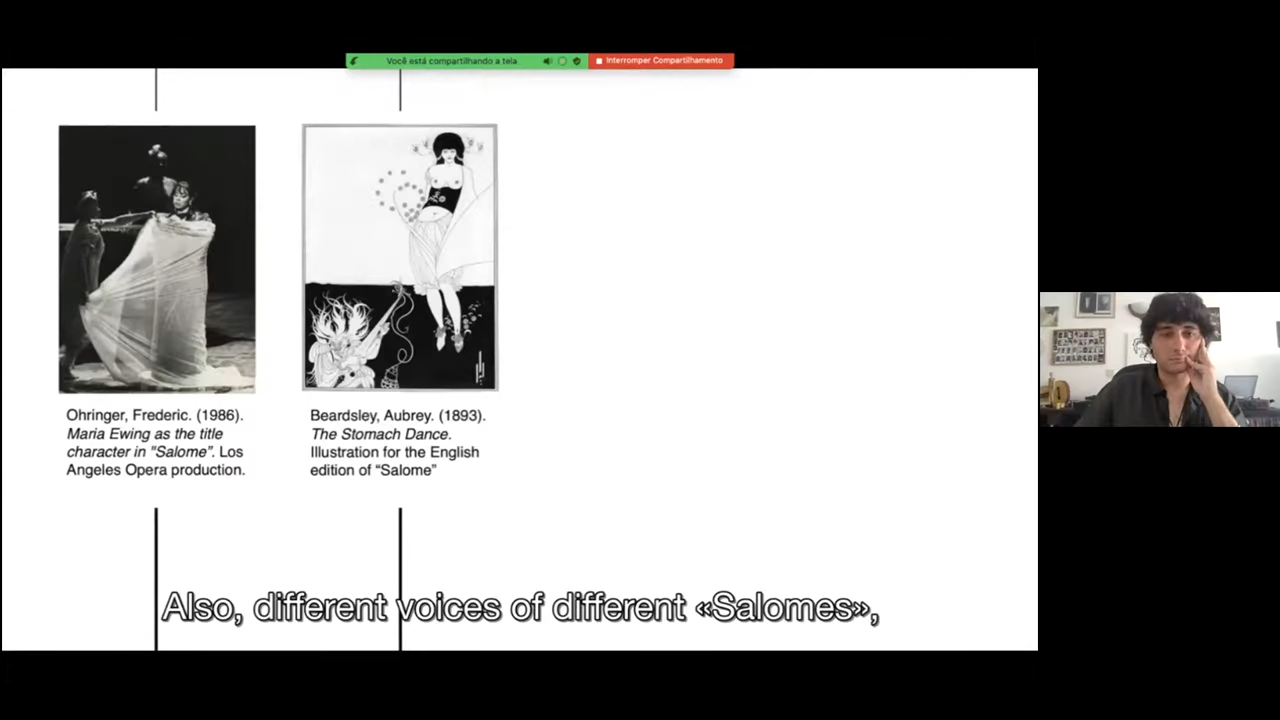 Você está compartilhando a tela
Interromper Compartilhamento
Ohringer, Frederic. (1986).
Maria Ewing as the title
character in "Salome". Los
Angeles Opera production.
Beardsley, Aubrey. (1893).
The Stomach Dance.
Illustration for the English
edition of “Salome”
Also, different voices of different «Salomes»,